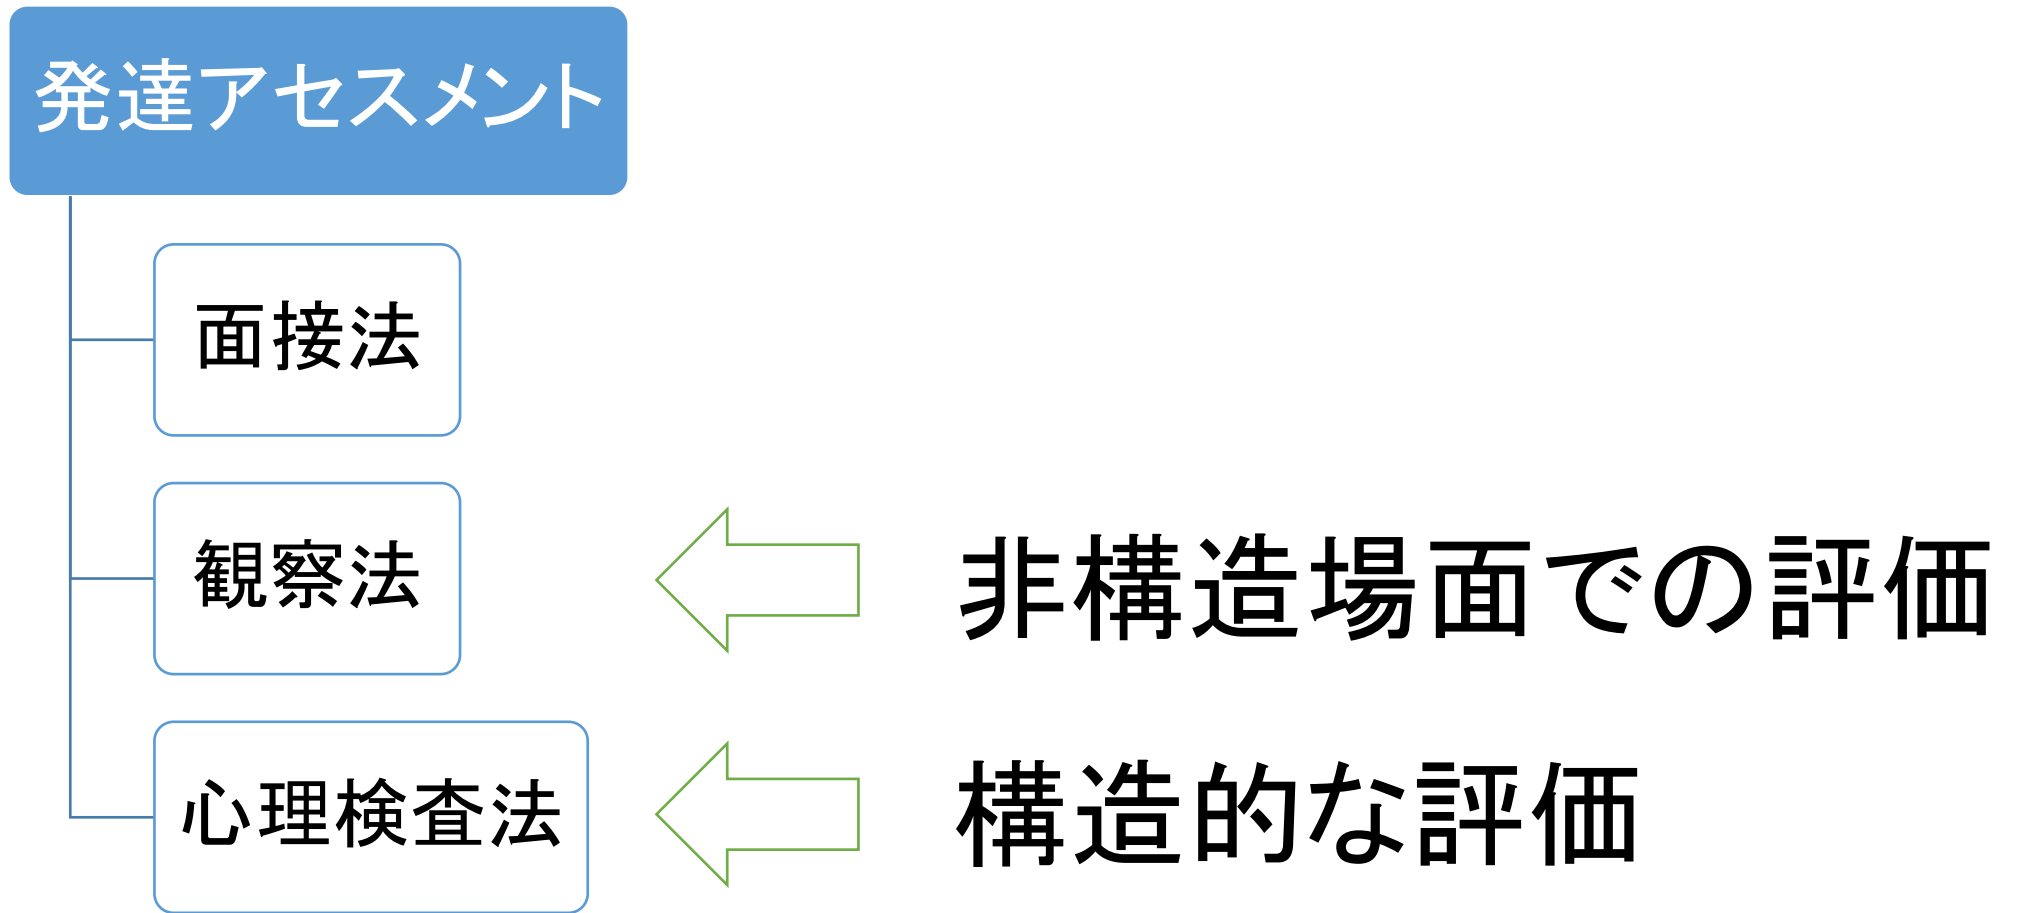 発達アセスメント
面接法
観察法
非構造場面での評価
心理検査法
構造的な評価